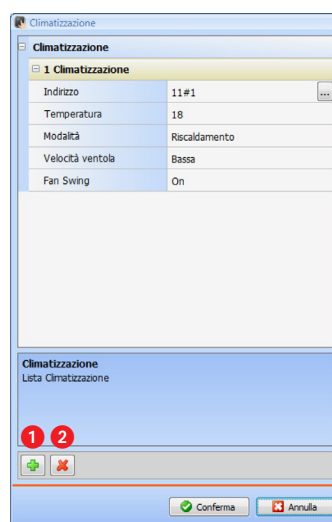 Climatizzazione
Climatizzazione
1 Climatizzazione
Indirizzo 11#1 ...
Temperatura 18
Modalità Riscaldamento
Velocità ventola Bassa
Fan Swing On
Climatizzazione
Lista Climatizzazione
1 2
Conferma Annulla